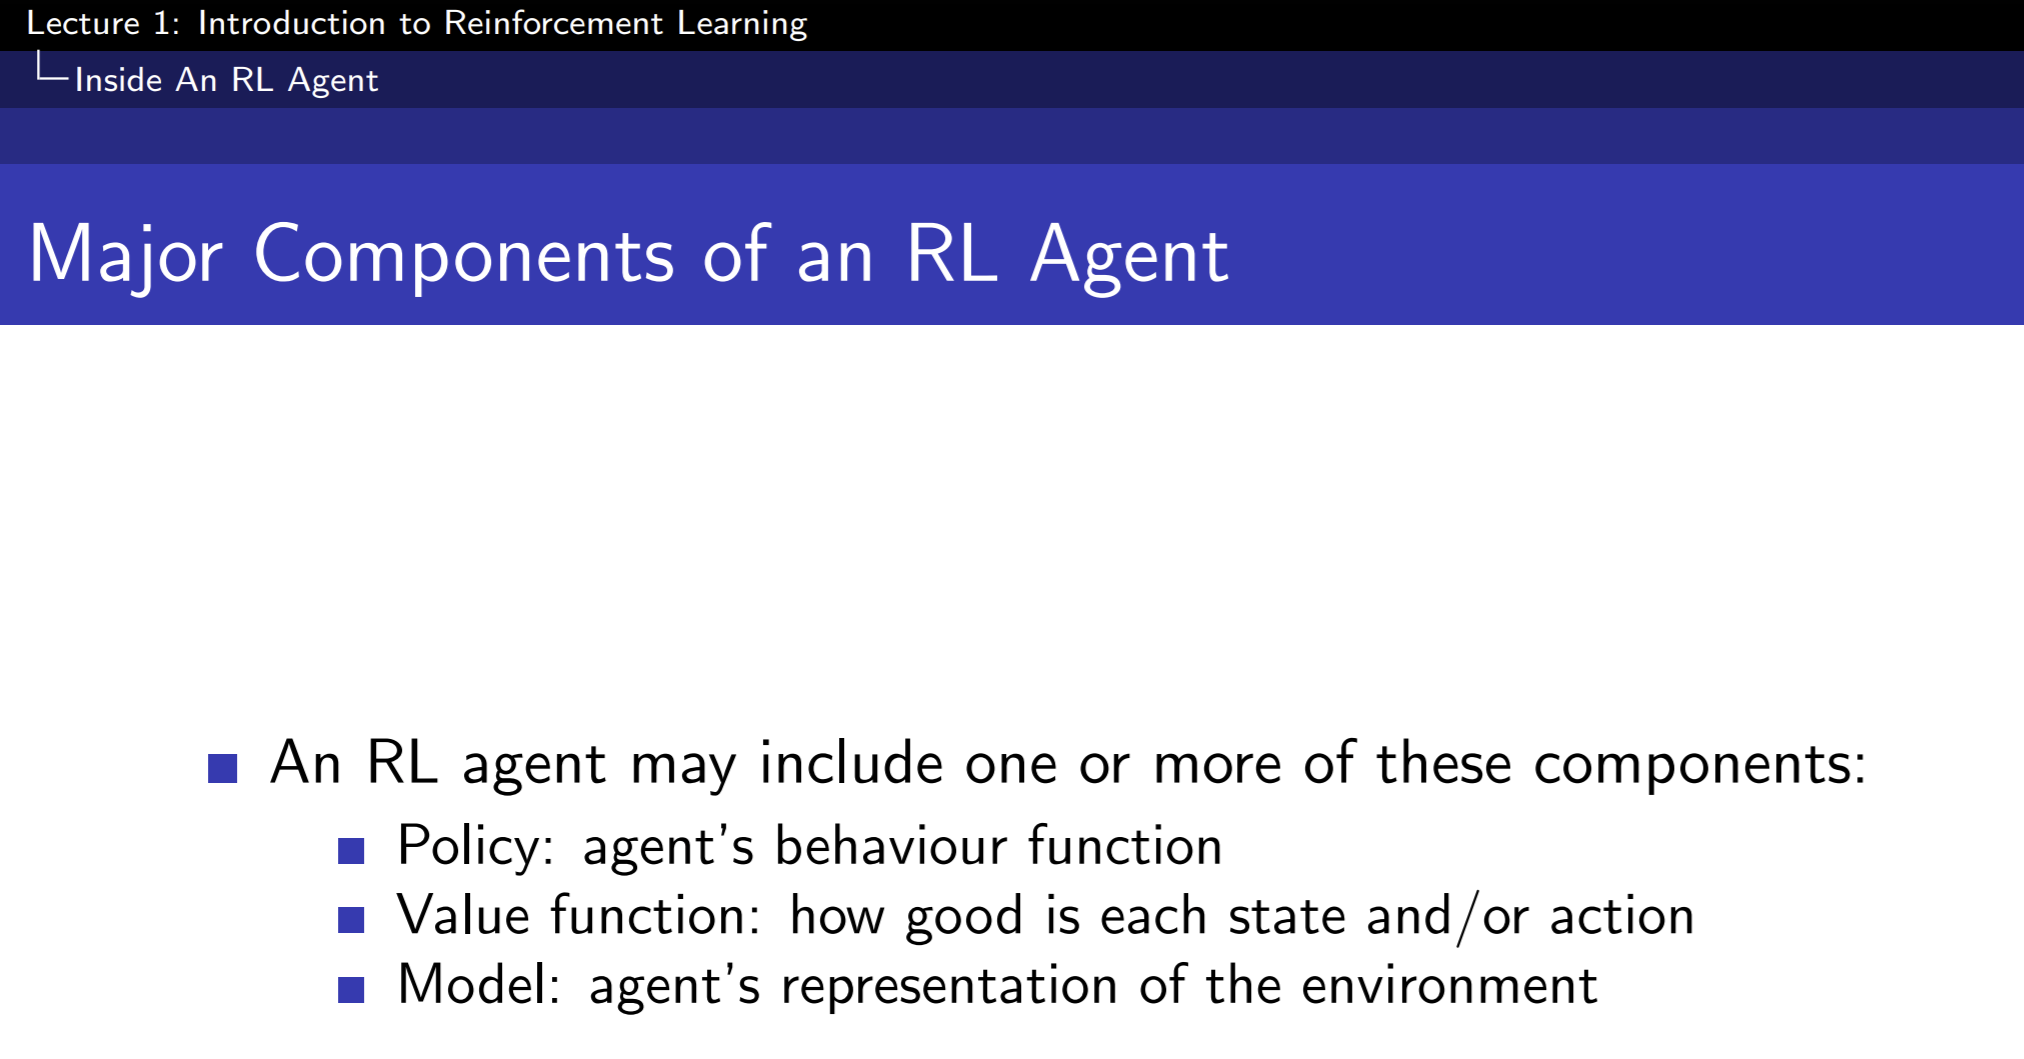 Lecture 1: Introduction to Reinforcement Learning
Inside An RL Agent
Major Components of an RL Agent
An RL agent may include one or more of these components:
Policy: agent's behaviour function
Value function: how good is each state and/or action
Model: agent's representation of the environment